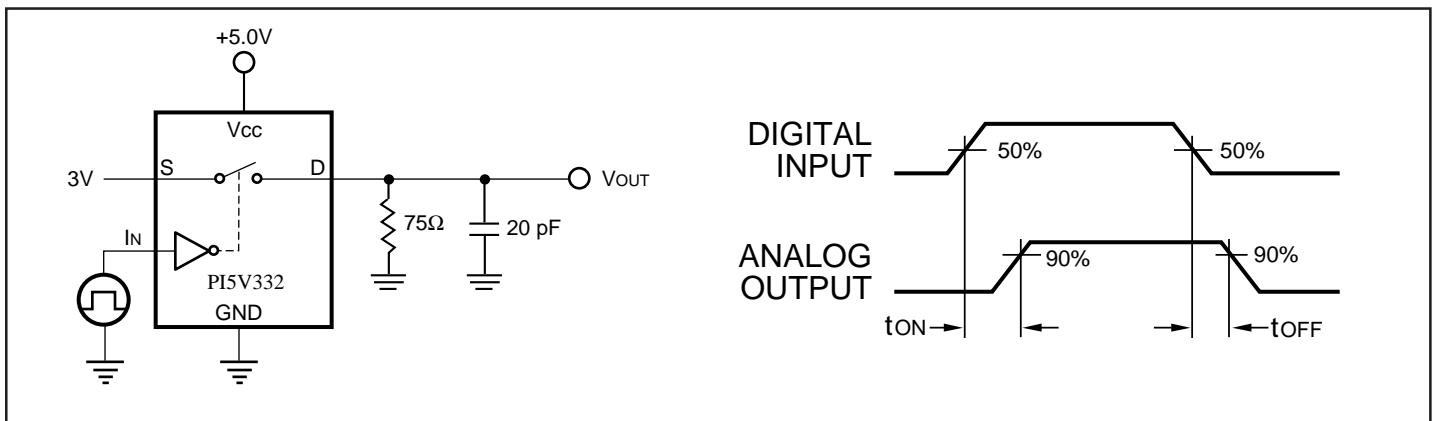 +5.0V
Vcc
S
D
3V
VOUT
75Ω
20 pF
IN
PI5V332
GND
DIGITAL
INPUT
50%
50%
ANALOG
OUTPUT
90%
90%
tON
tOFF